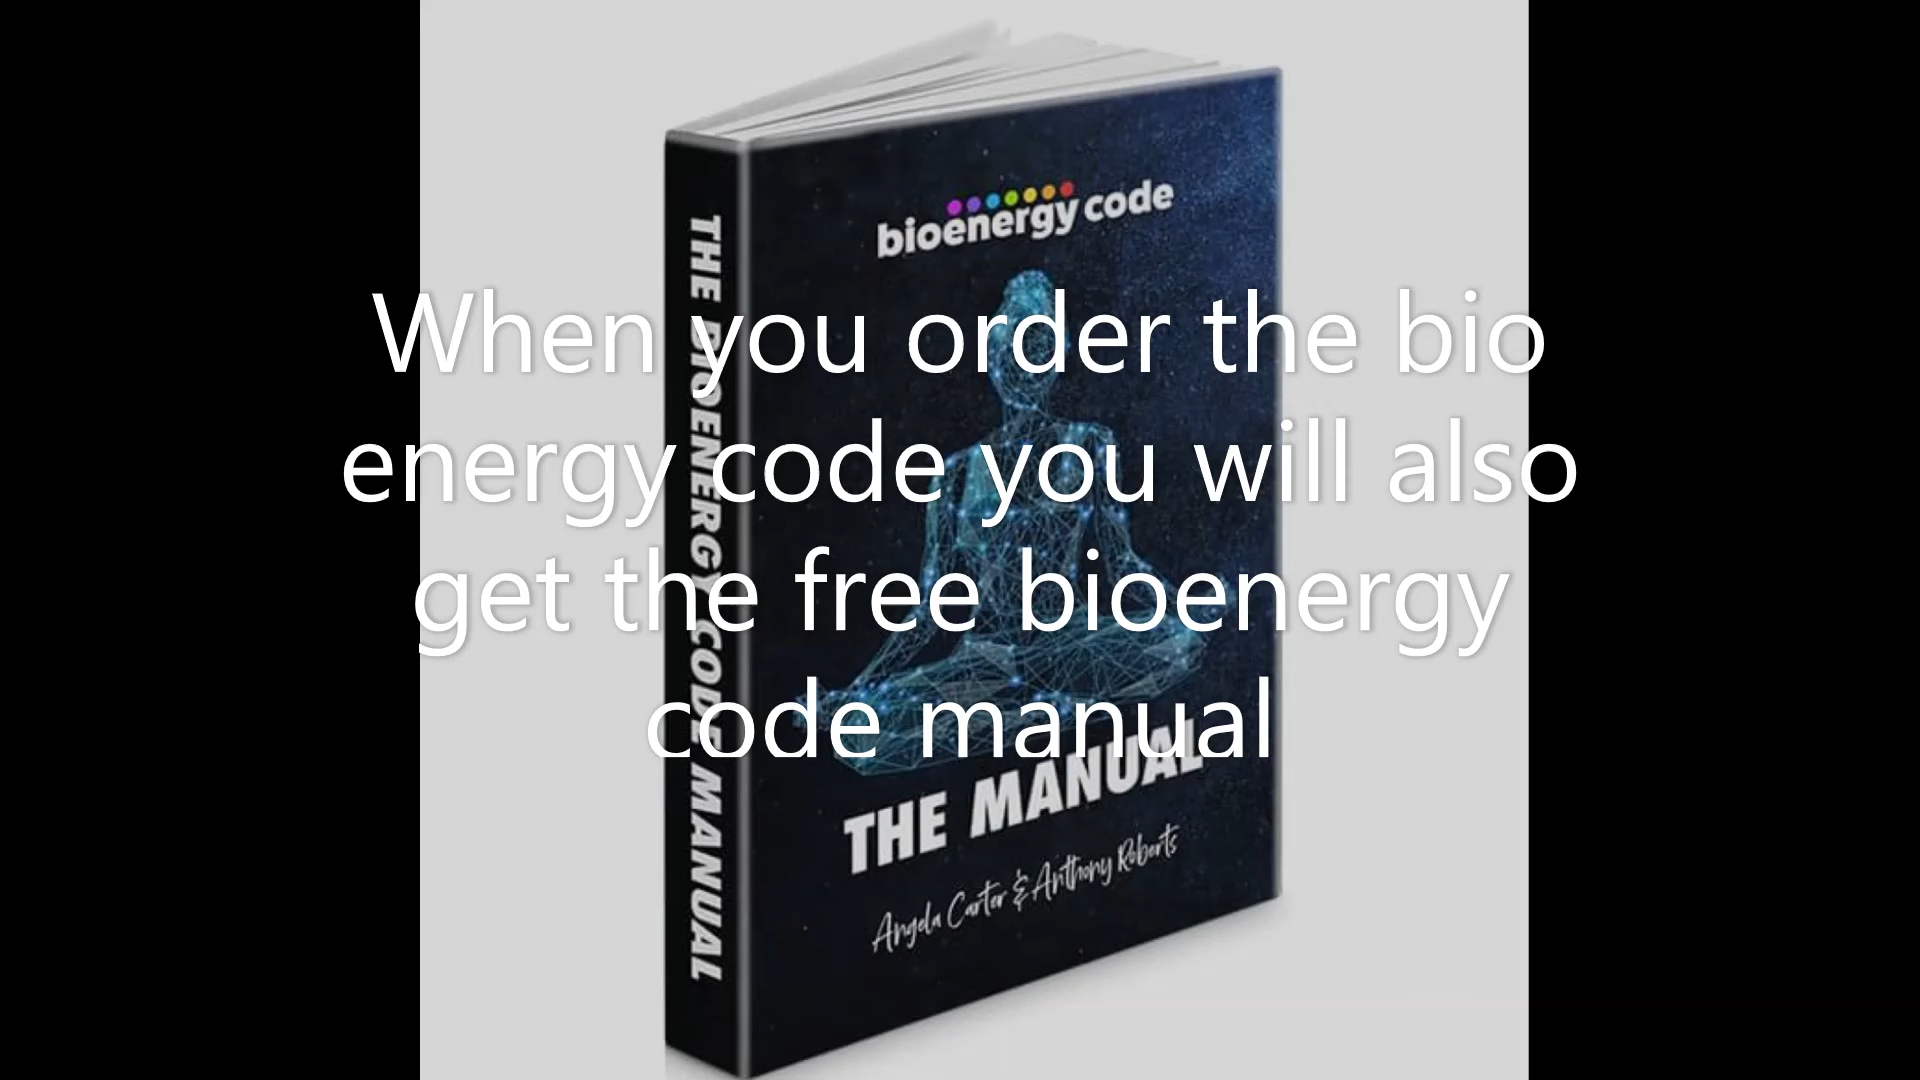 bioenergy code
When you order the bio
energy code you will also
get the free bioenergy
code manual
THE MANUAL
Angela Carter & Anthony Roberts
THE BIOENERGY CODE MANUAL